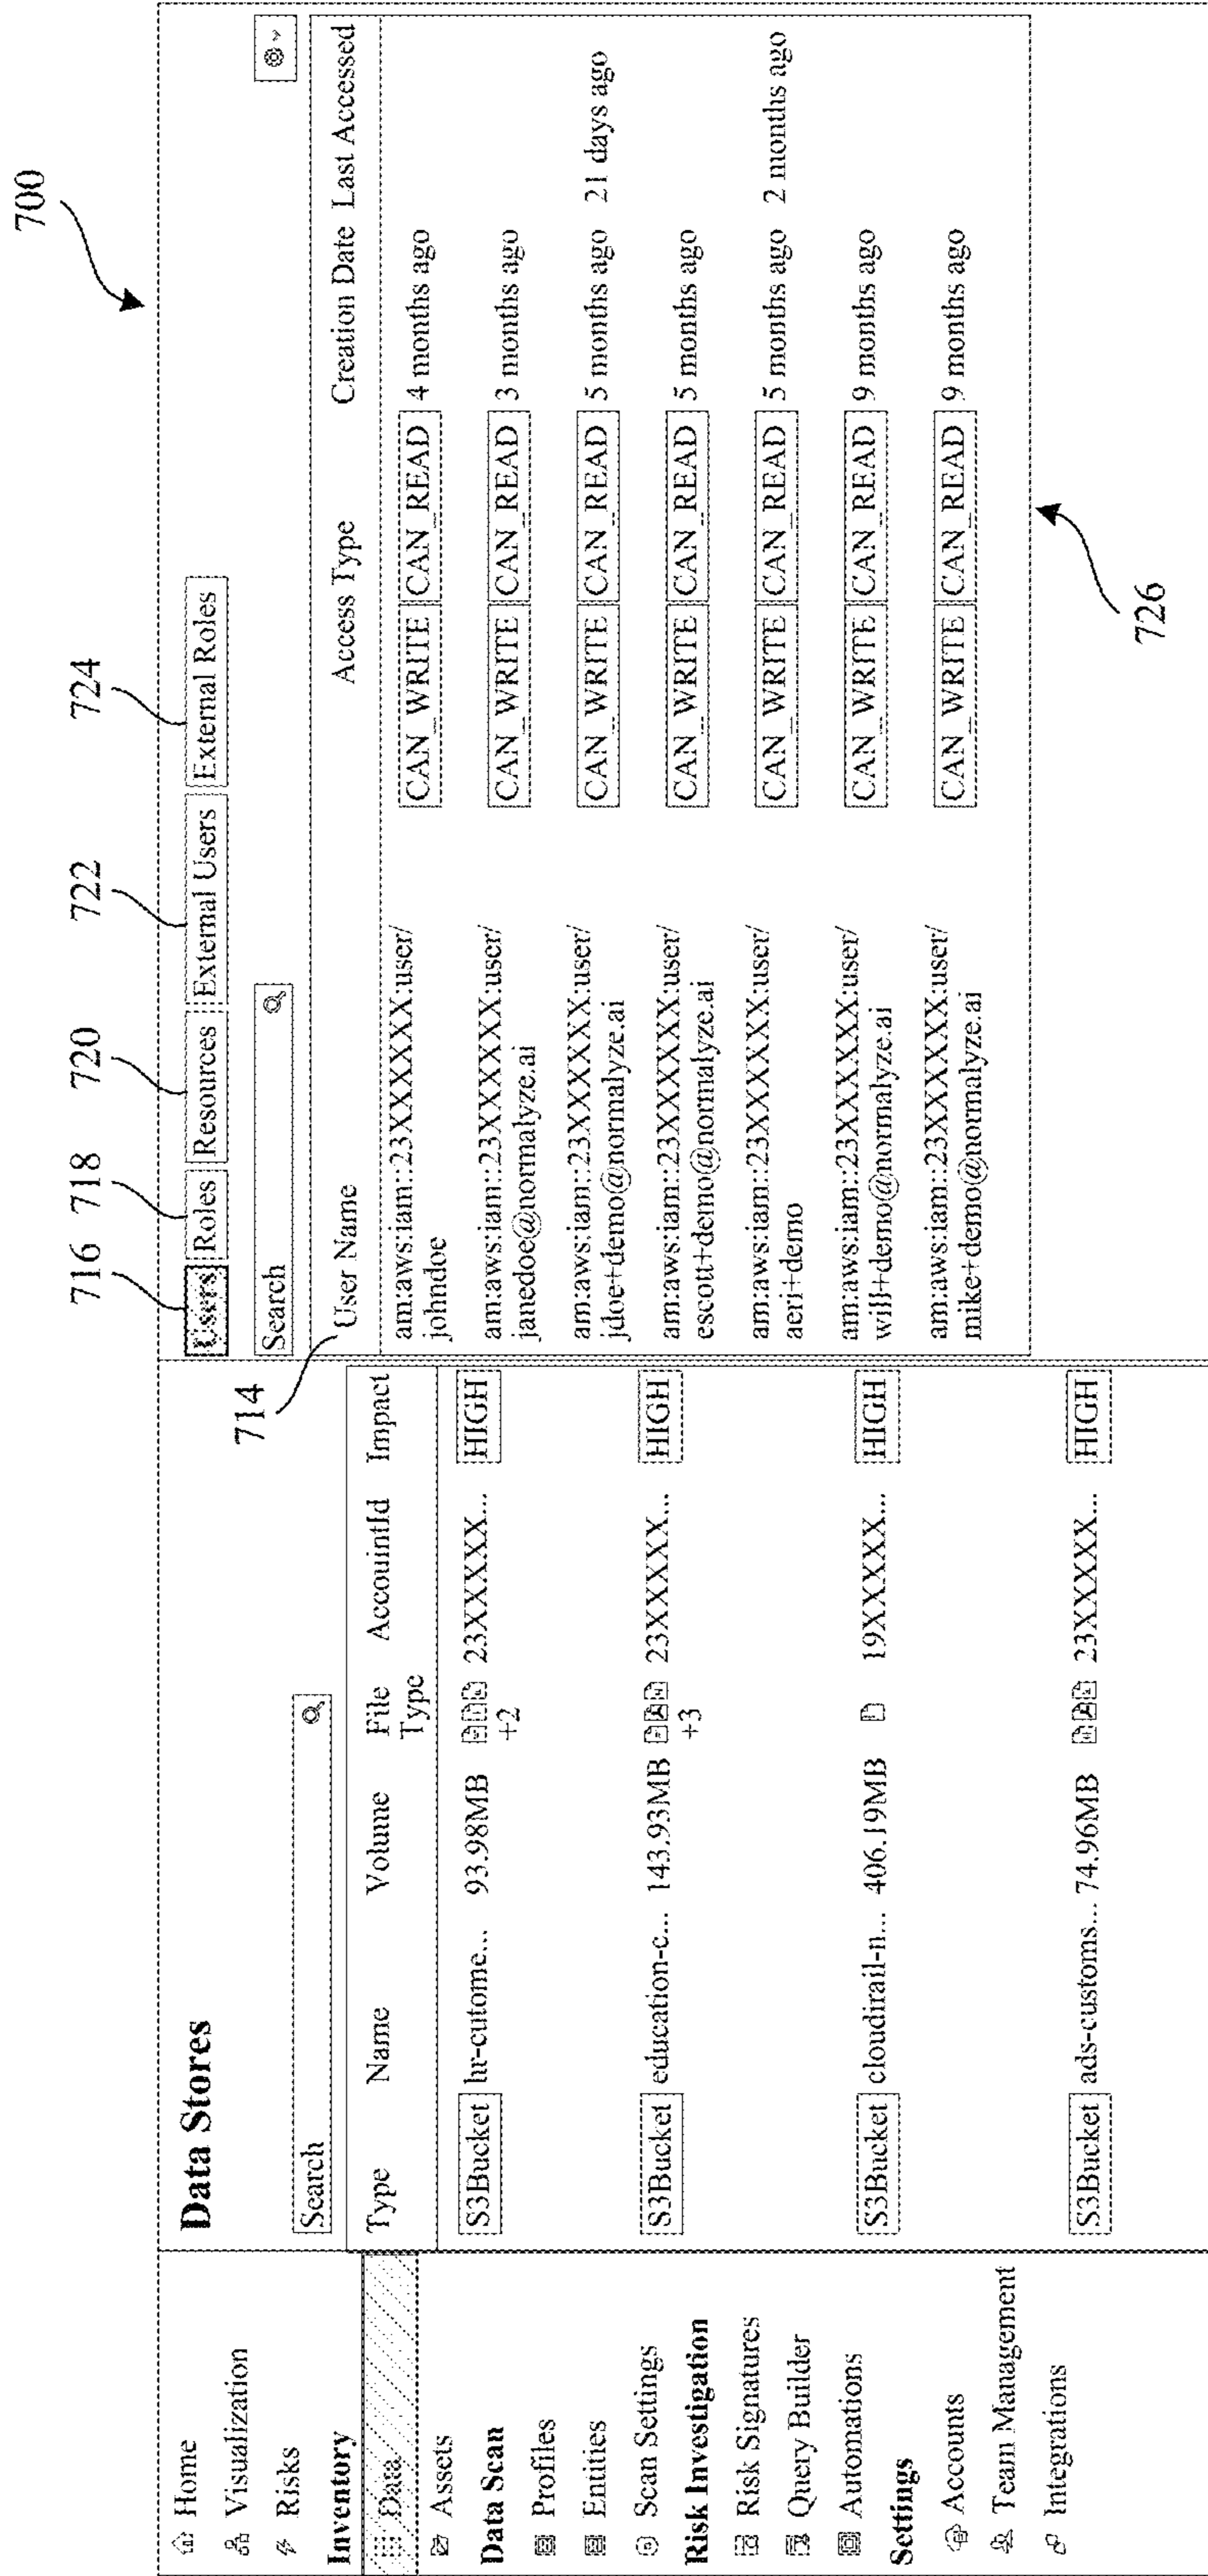 700
716 718 720 722 724
Home
Visualization
Risks
Inventory
Data
Assets
Data Scan
Profiles
Entities
Scan Settings
Risk Investigation
Risk Signatures
Query Builder
Automations
Settings
Accounts
Team Management
Integrations
Data Stores
Search
Type Name Volume File Type AccouintId Impact
S3Bucket hr-cutome... 93.98MB +2 23XXXXX... HIGH
S3Bucket education-c... 143.93MB +3 23XXXXX... HIGH
S3Bucket cloudirail-n... 406.19MB 19XXXXX... HIGH
S3Bucket ads-customs... 74.96MB 23XXXXX... HIGH
714
Users Roles Resources External Users External Roles
Search
User Name Access Type Creation Date Last Accessed
arn:aws:iam::23XXXXXX:user/ CAN_WRITE CAN_READ 4 months ago
johndoe
arn:aws:iam::23XXXXXX:user/ CAN_WRITE CAN_READ 3 months ago
janedoe@normalyze.ai
arn:aws:iam::23XXXXXX:user/ CAN_WRITE CAN_READ 5 months ago 21 days ago
jdoe+demo@normalyze.ai
arn:aws:iam::23XXXXXX:user/ CAN_WRITE CAN_READ 5 months ago
escott+demo@normalyze.ai
arn:aws:iam::23XXXXXX:user/ CAN_WRITE CAN_READ 5 months ago 2 months ago
aeri+demo
arn:aws:iam::23XXXXXX:user/ CAN_WRITE CAN_READ 9 months ago
will+demo@normalyze.ai
arn:aws:iam::23XXXXXX:user/ CAN_WRITE CAN_READ 9 months ago
mike+demo@normalyze.ai
726